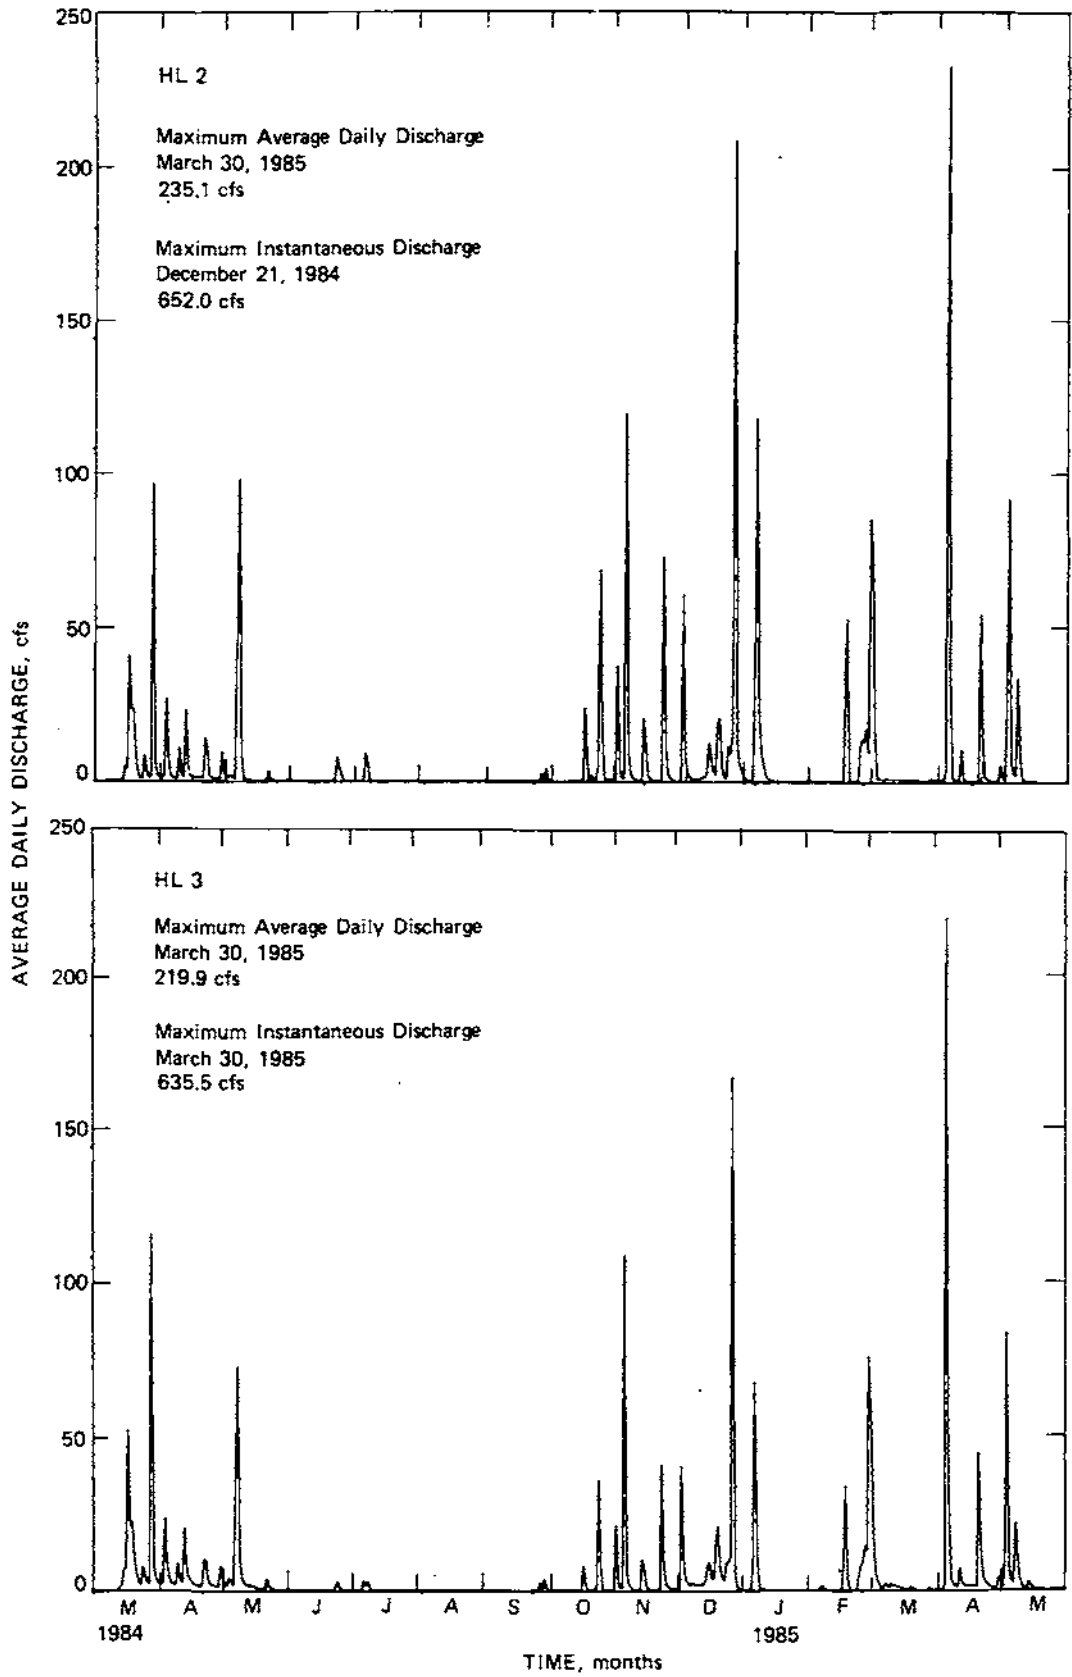 250
HL 2
Maximum Average Daily Discharge
March 30, 1985
235.1 cfs
200
Maximum Instantaneous Discharge
December 21, 1984
652.0 cfs
150
100
50
0
AVERAGE DAILY DISCHARGE, cfs
250
HL 3
Maximum Average Daily Discharge
March 30, 1985
219.9 cfs
200
Maximum Instantaneous Discharge
March 30, 1985
635.5 cfs
150
100
50
0
M A M J J A S O N D J F M A M
1984 1985
TIME, months